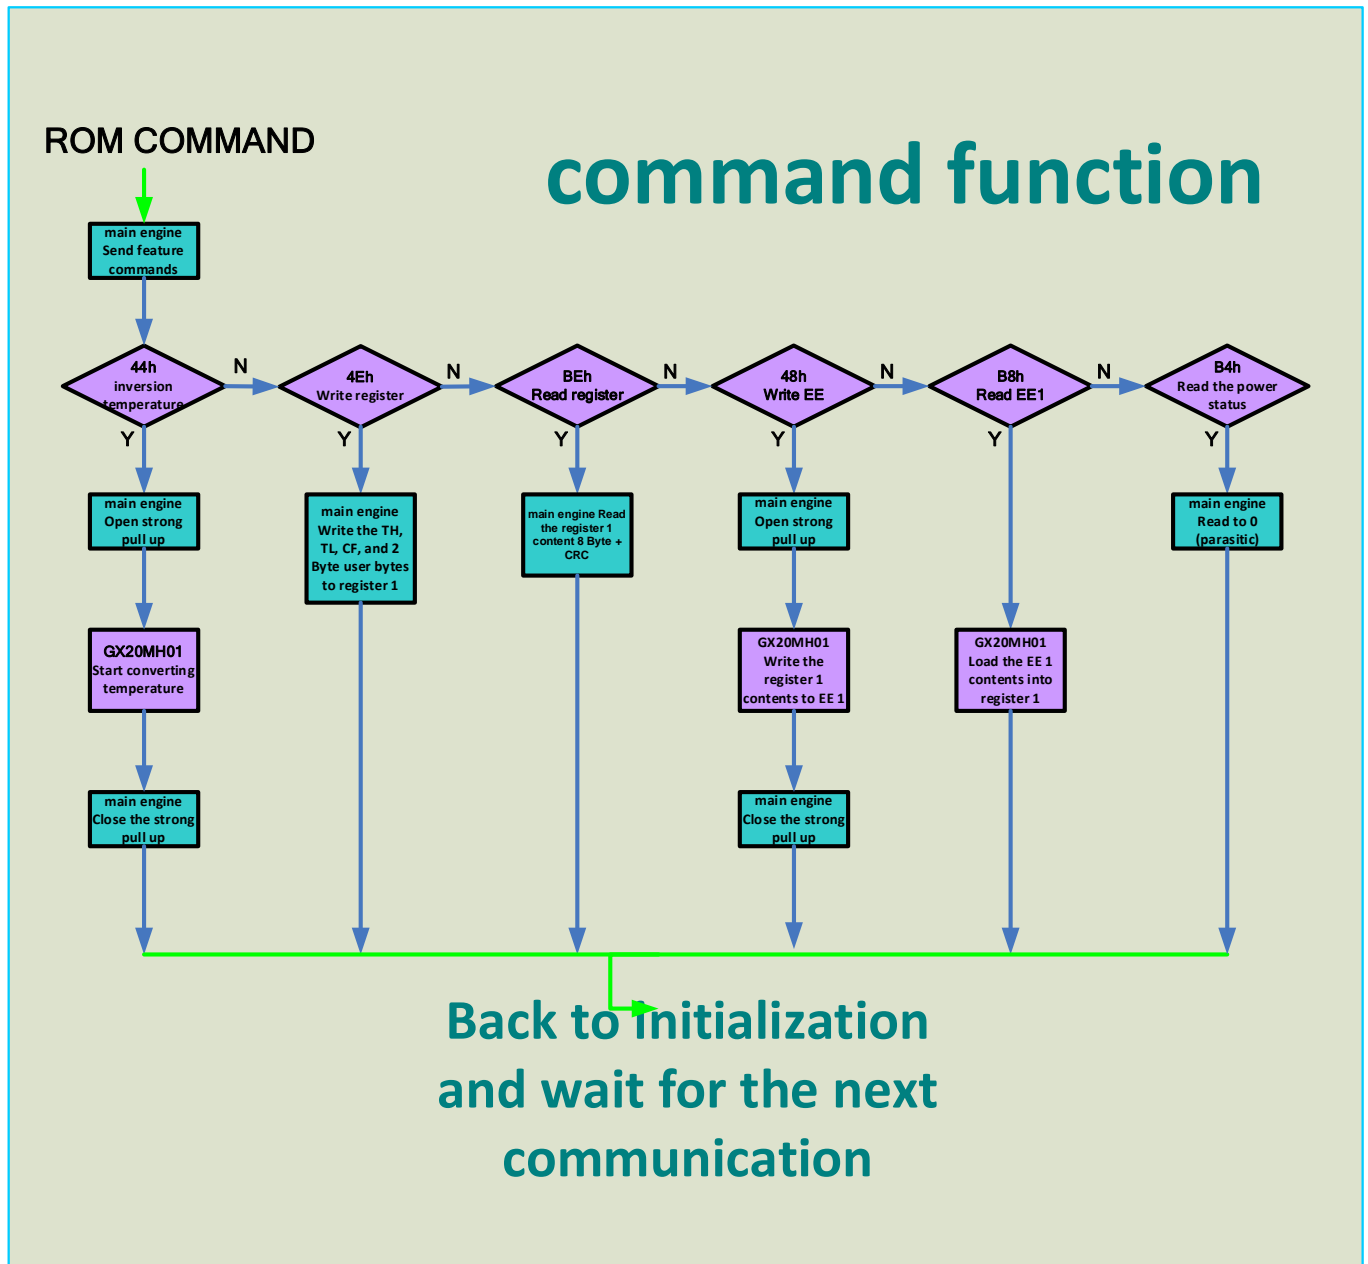 ROM COMMAND
command function
main engine
Send feature
commands
44h
inversion
temperature
N
4Eh
Write register
N
BEh
Read register
N
48h
Write EE
N
B8h
Read EE1
N
B4h
Read the power
status
Y
Y
Y
Y
Y
Y
main engine
Open strong
pull up
main engine
Write the TH,
TL, CF, and 2
Byte user bytes
to register 1
main engine Read
the register 1
content 8 Byte +
CRC
main engine
Open strong
pull up
main engine
Read to 0
(parasitic)
GX20MH01
Start converting
temperature
GX20MH01
Write the
register 1
contents to EE 1
GX20MH01
Load the EE 1
contents into
register 1
main engine
Close the strong
pull up
main engine
Close the strong
pull up
Back to initialization
and wait for the next
communication